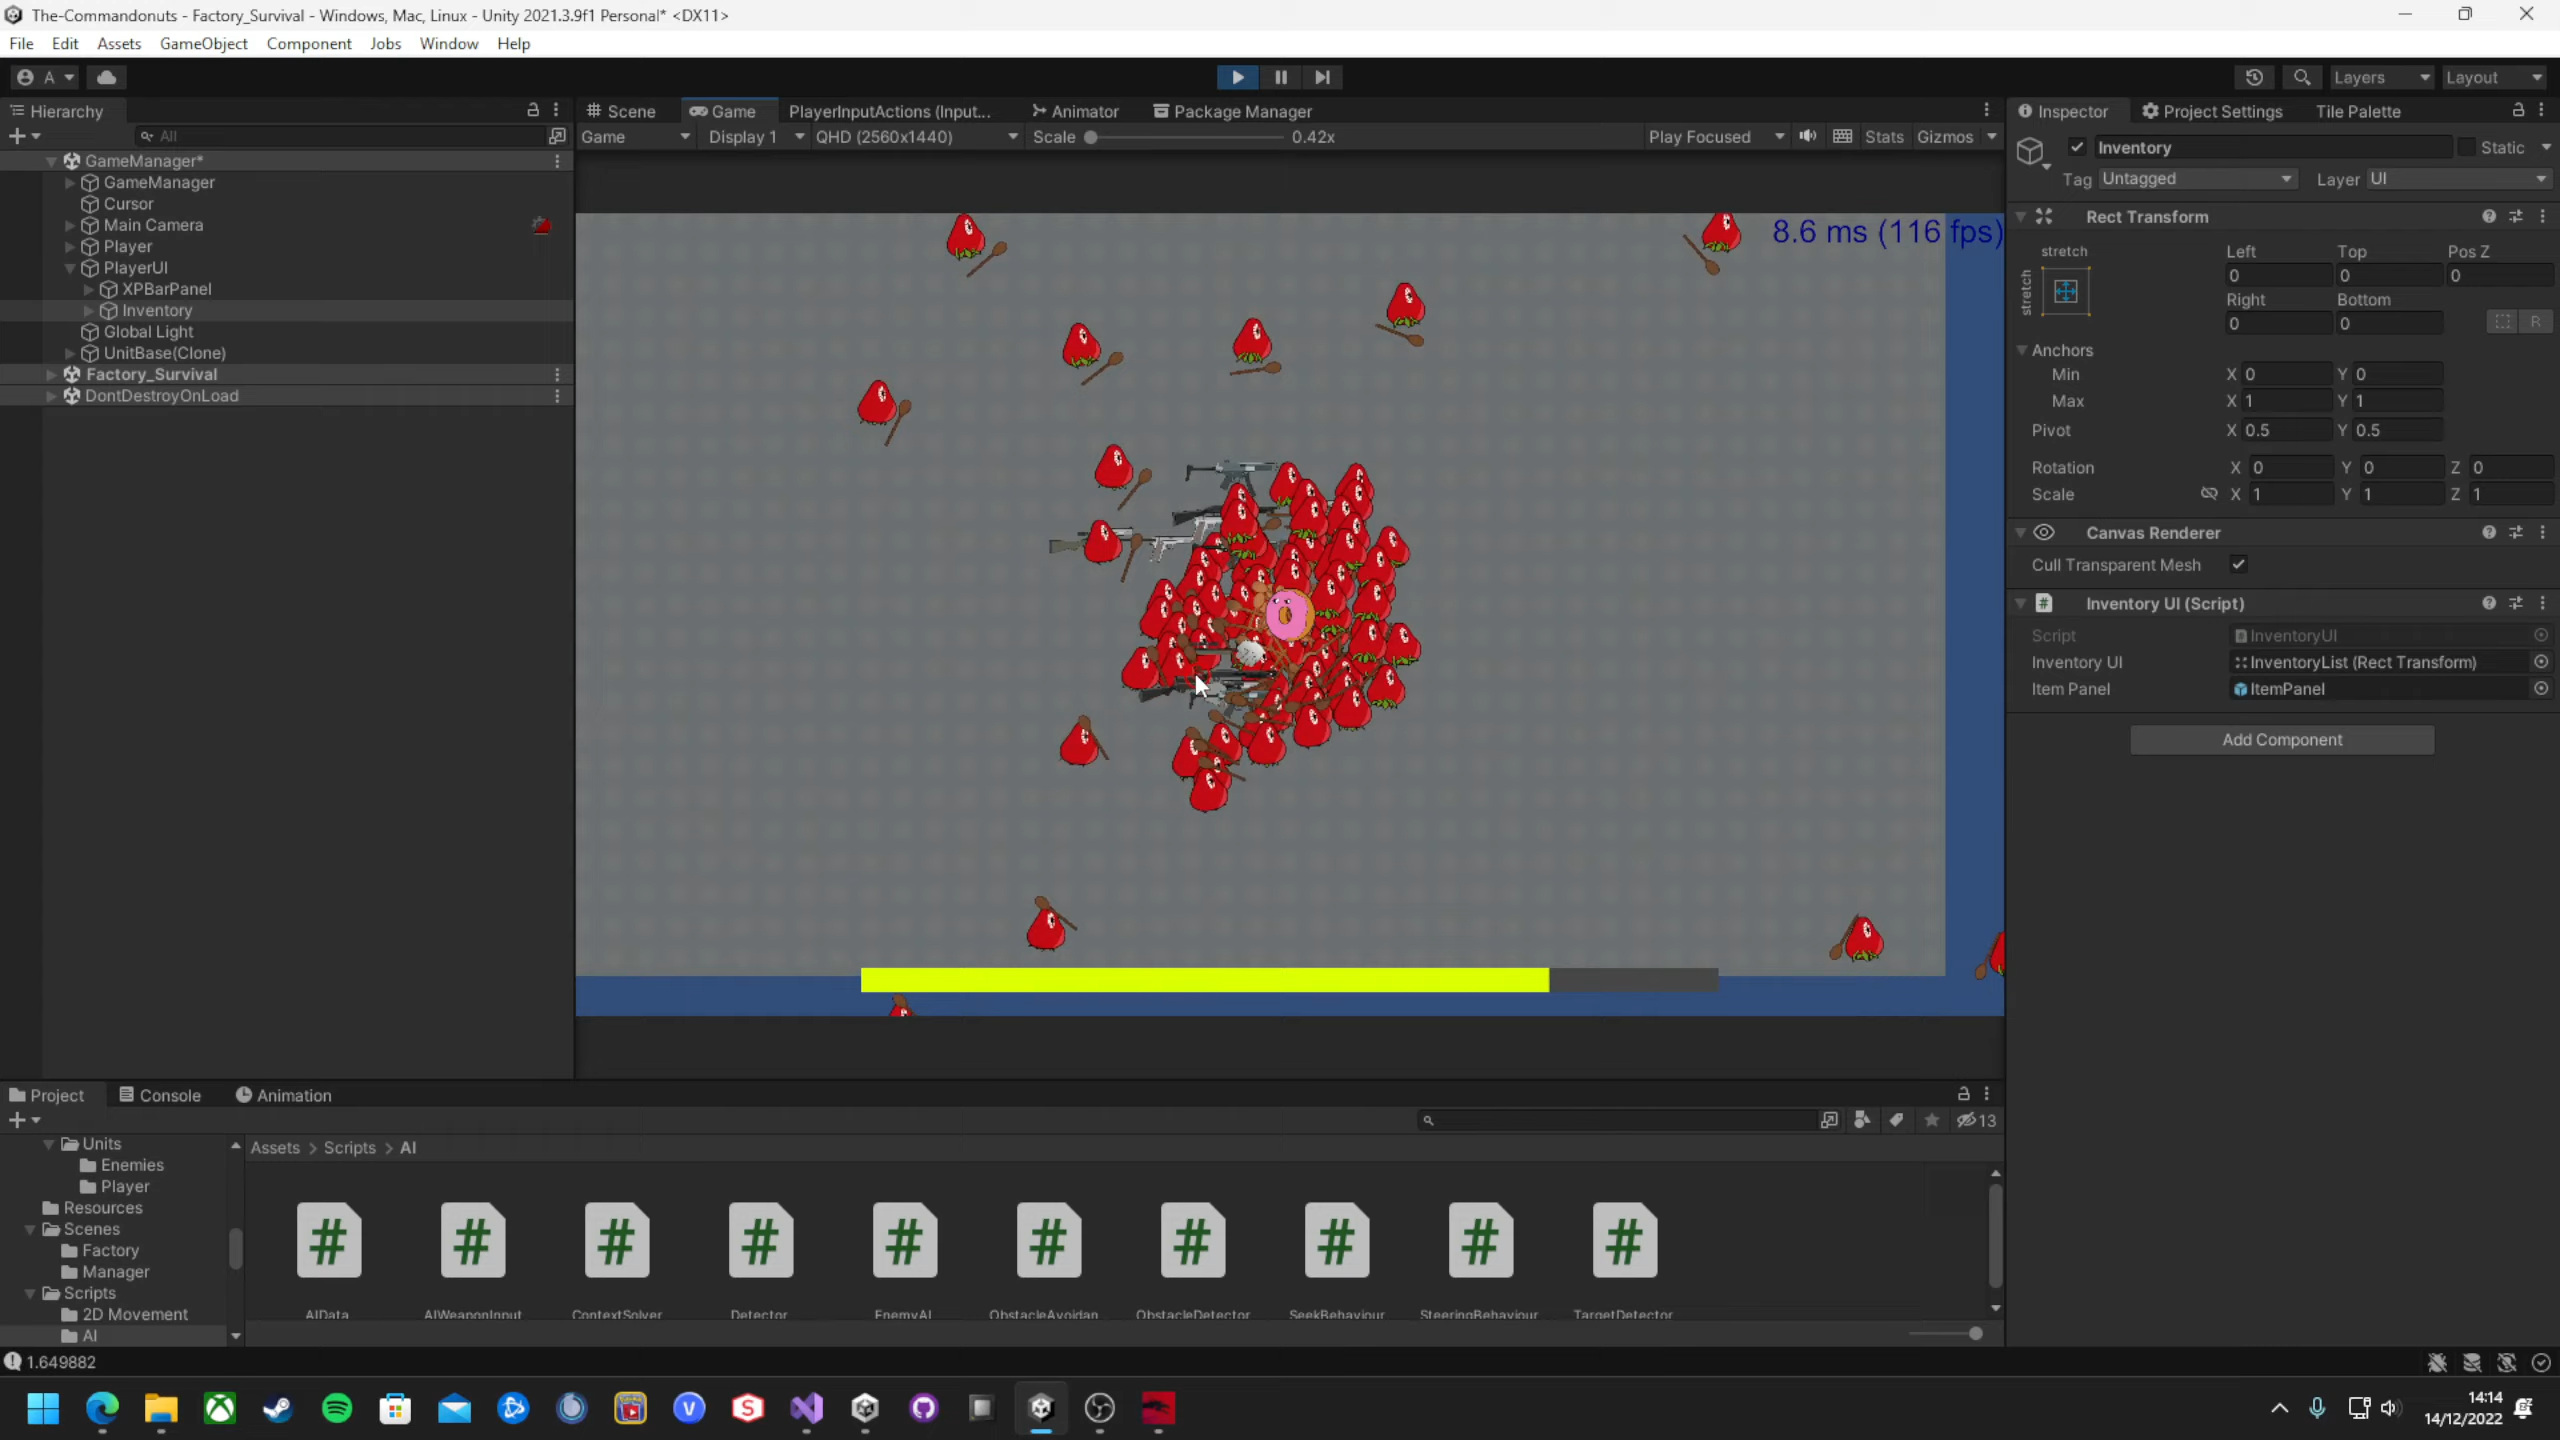 The-Commandonuts - Factory_Survival - Windows, Mac, Linux - Unity 2021.3.9f1 Personal* <DX11>
File Edit Assets GameObject Component Jobs Window Help
A Layers Layout
Hierarchy
All
GameManager*
GameManager
Cursor
Main Camera
Player
PlayerUI
XPBarPanel
Inventory
Global Light
UnitBase(Clone)
Factory_Survival
DontDestroyOnLoad
Scene Game PlayerInputActions (Input... Animator Package Manager
Game Display 1 QHD (2560x1440) Scale 0.42x Play Focused Stats Gizmos
8.6 ms (116 fps)
Inspector Project Settings Tile Palette
Inventory Static
Tag Untagged Layer UI
Rect Transform
stretch Left Top Pos Z
stretch 0 0 0
Right Bottom
0 0 R
Anchors
Min X 0 Y 0
Max X 1 Y 1
Pivot X 0.5 Y 0.5
Rotation X 0 Y 0 Z 0
Scale X 1 Y 1 Z 1
Canvas Renderer
Cull Transparent Mesh
# Inventory UI (Script)
Script InventoryUI
Inventory UI InventoryList (Rect Transform)
Item Panel ItemPanel
Add Component
Project Console Animation
13
Units
Enemies
Player
Resources
Scenes
Factory
Manager
Scripts
2D Movement
AI
Assets > Scripts > AI
# # # # # # # # # #
AIData AIWeaponInput ContextSolver Detector EnemyAI ObstacleAvoidan ObstacleDetector SeekBehaviour SteeringBehaviour TargetDetector
1.649882
14:14
14/12/2022